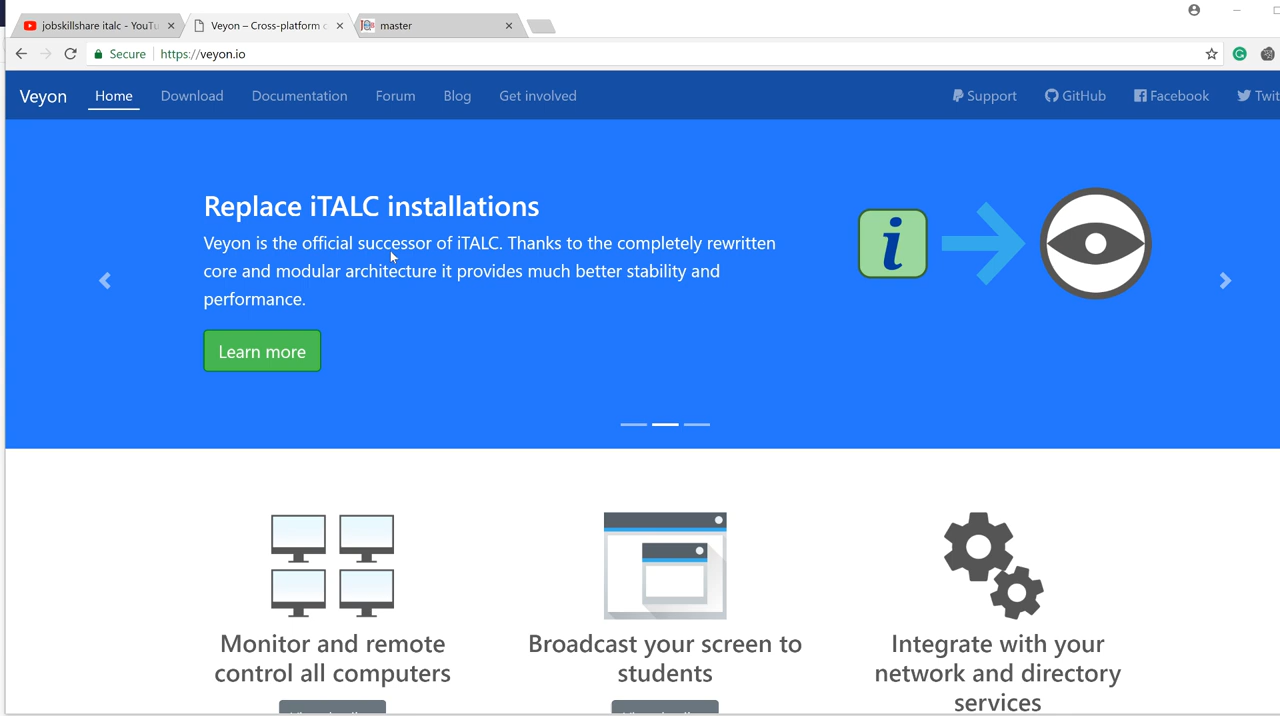 jobskillshare italc - YouTu
Veyon – Cross-platform c
master
Secure
https://veyon.io
Veyon
Home
Download
Documentation
Forum
Blog
Get involved
Support
GitHub
Facebook
Twit
Replace iTALC installations
Veyon is the official successor of iTALC. Thanks to the completely rewritten
core and modular architecture it provides much better stability and
performance.
Learn more
i
Monitor and remote
control all computers
Broadcast your screen to
students
Integrate with your
network and directory
services